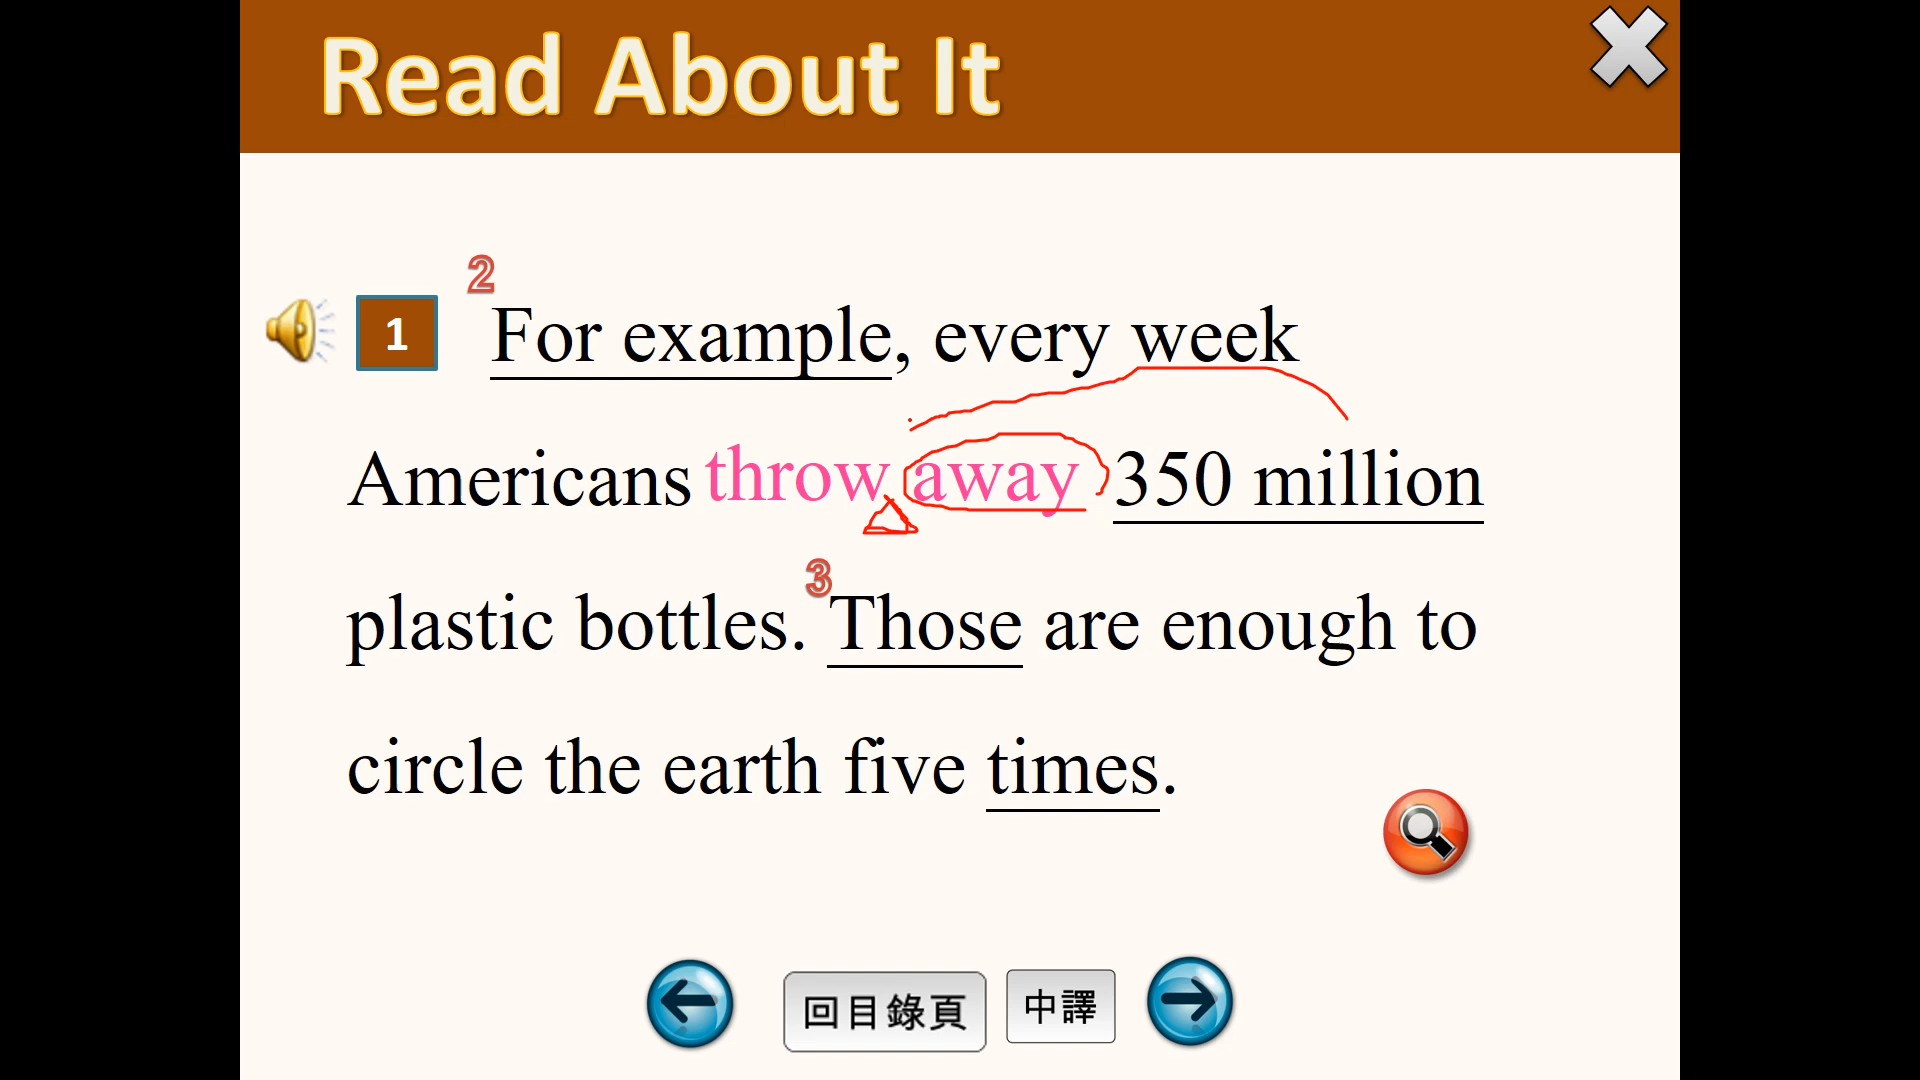 Read About It
2
1 For example, every week
Americans throw away 350 million
3
plastic bottles. Those are enough to
circle the earth five times.
回目錄頁 中譯